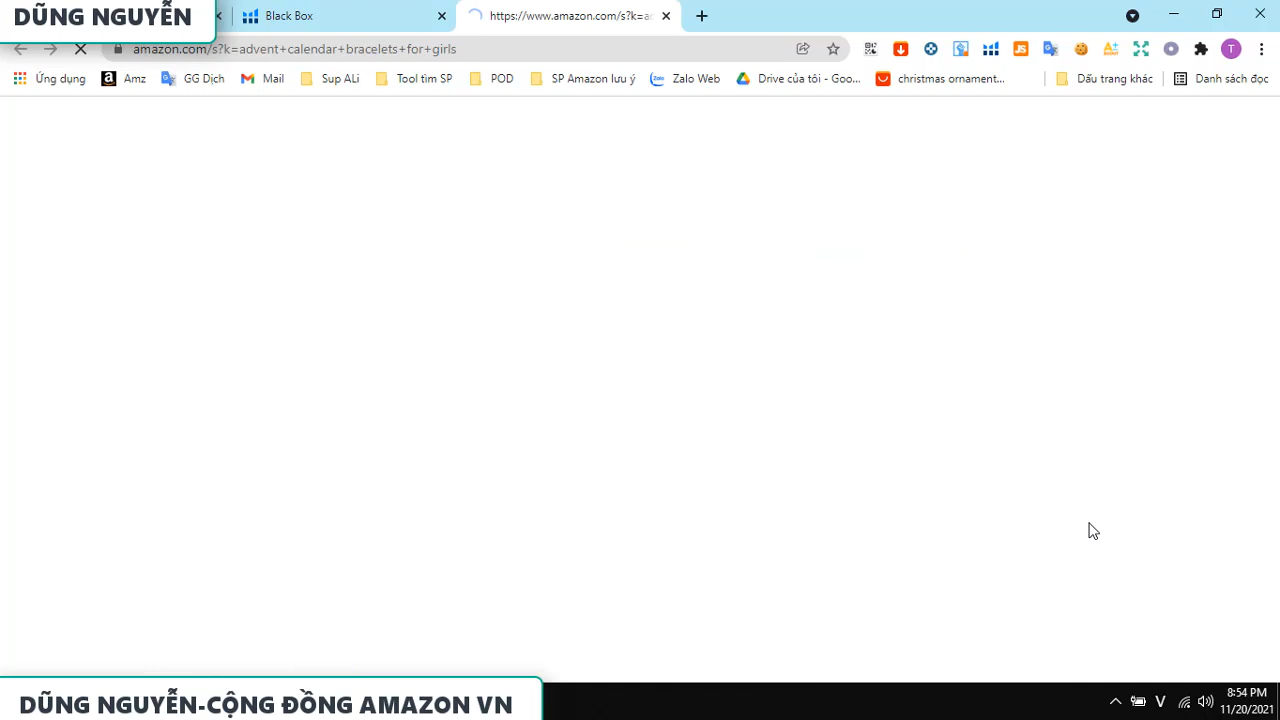 DŨNG NGUYỄN
Black Box
https://www.amazon.com/s?k=a
amazon.com/s?k=advent+calendar+bracelets+for+girls
Ứng dụng
Amz
GG Dịch
Mail
Sup ALi
Tool tìm SP
POD
SP Amazon lưu ý
Zalo Web
Drive của tôi - Goo...
christmas ornament...
Dấu trang khác
Danh sách đọc
DŨNG NGUYỄN-CỘNG ĐỒNG AMAZON VN
V
8:54 PM
11/20/2021